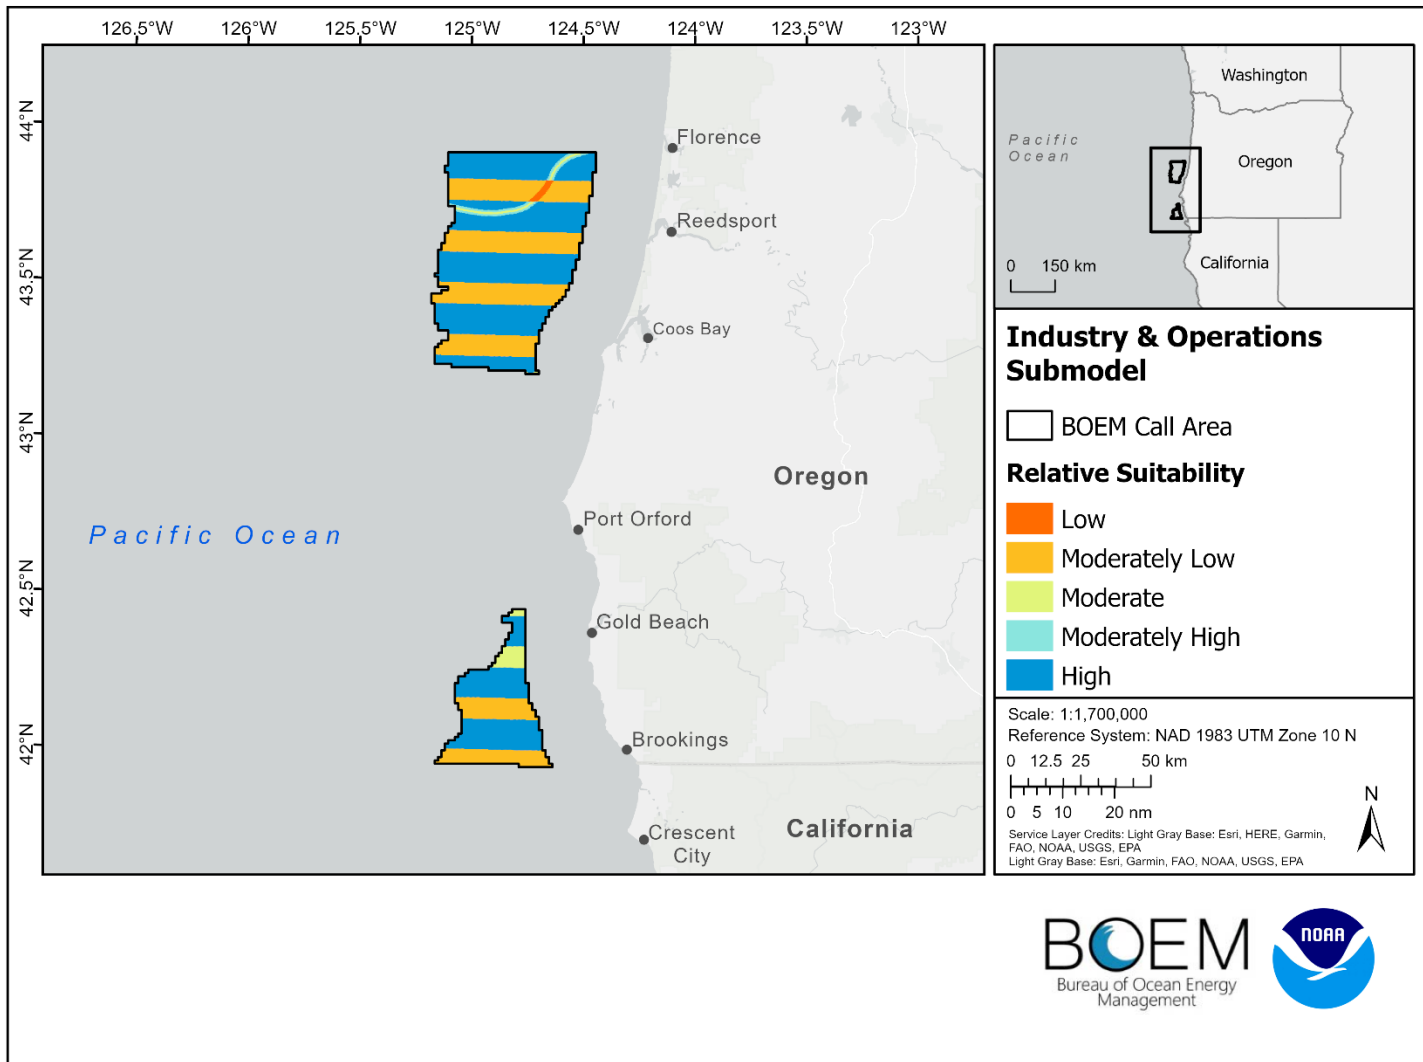 126.5°W
126°W
125.5°W
125°W
124.5°W
124°W
123.5°W
123°W
44°N
43.5°N
43°N
42.5°N
42°N
Florence
Reedsport
Coos Bay
Oregon
Port Orford
Pacific Ocean
Gold Beach
Brookings
California
Crescent
City
Washington
Pacific
Ocean
Oregon
California
0 150 km
Industry & Operations
Submodel
BOEM Call Area
Relative Suitability
Low
Moderately Low
Moderate
Moderately High
High
Scale: 1:1,700,000
Reference System: NAD 1983 UTM Zone 10 N
0 12.5 25 50 km
0 5 10 20 nm
N
Service Layer Credits: Light Gray Base: Esri, HERE, Garmin,
FAO, NOAA, USGS, EPA
Light Gray Base: Esri, Garmin, FAO, NOAA, USGS, EPA
BOEM
Bureau of Ocean Energy
Management
NOAA